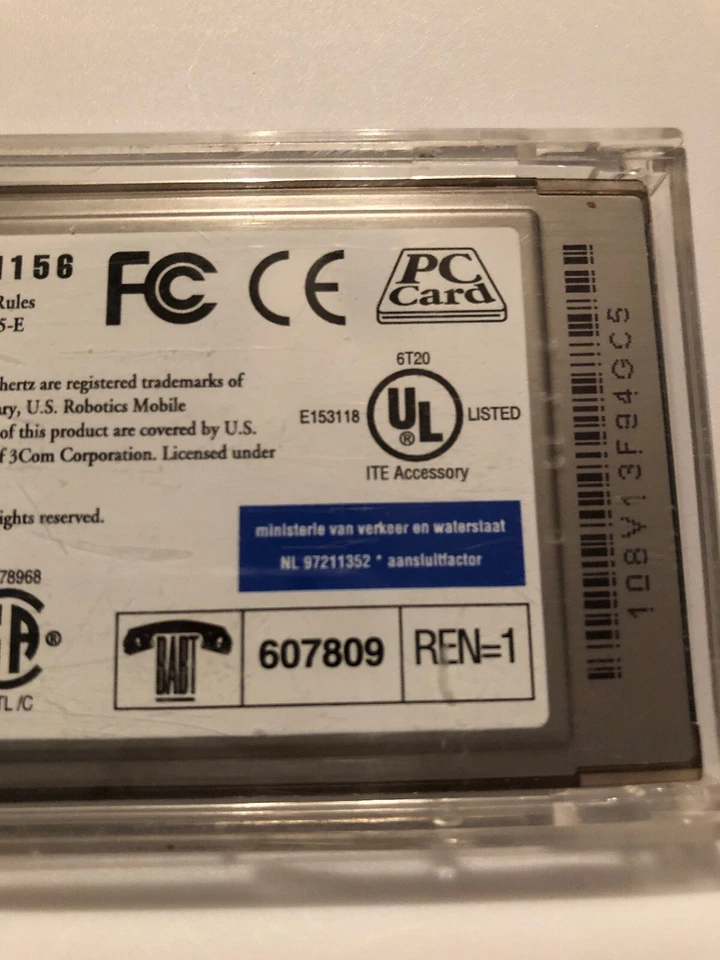 1156
FC CE PC Card
Rules
5-E
6T20
hertz are registered trademarks of
ary, U.S. Robotics Mobile
of this product are covered by U.S.
f 3Com Corporation. Licensed under
E153118 UL ® LISTED
ITE Accessory
ights reserved.
ministerie van verkeer en waterstaat
NL 97211352 * aansluitfactor
78968
SA ®
TL /C
BABT 607809 REN=1
108V13F94GC5